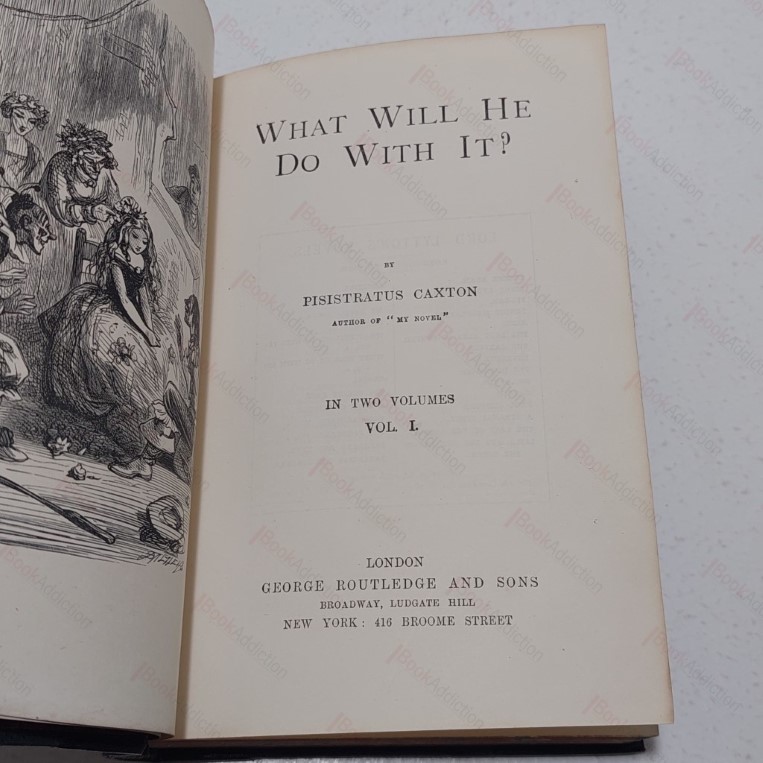 WHAT WILL HE
DO WITH IT?
BY
PISISTRATUS CAXTON
AUTHOR OF "MY NOVEL"
IN TWO VOLUMES
VOL. I.
LONDON
GEORGE ROUTLEDGE AND SONS
BROADWAY, LUDGATE HILL
NEW YORK: 416 BROOME STREET
BookAddiction